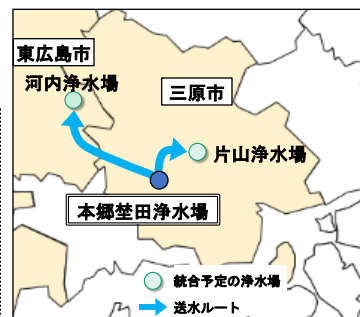 東広島市
河内浄水場
三原市
片山浄水場
本郷埜田浄水場
統合予定の浄水場
送水ルート